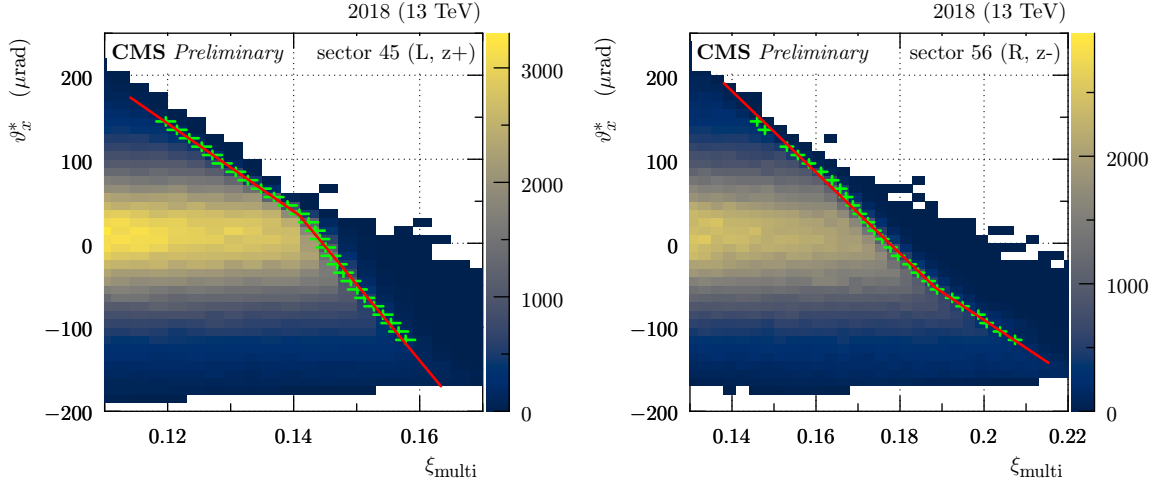 2018 (13 TeV)
CMS Preliminary sector 45 (L, z+)
ϑ*x (μrad)
200
100
0
−100
−200
0.12 0.14 0.16
ξmulti
3000
2000
1000
0
2018 (13 TeV)
CMS Preliminary sector 56 (R, z-)
ϑ*x (μrad)
200
100
0
−100
−200
0.14 0.16 0.18 0.2 0.22
ξmulti
2000
1000
0